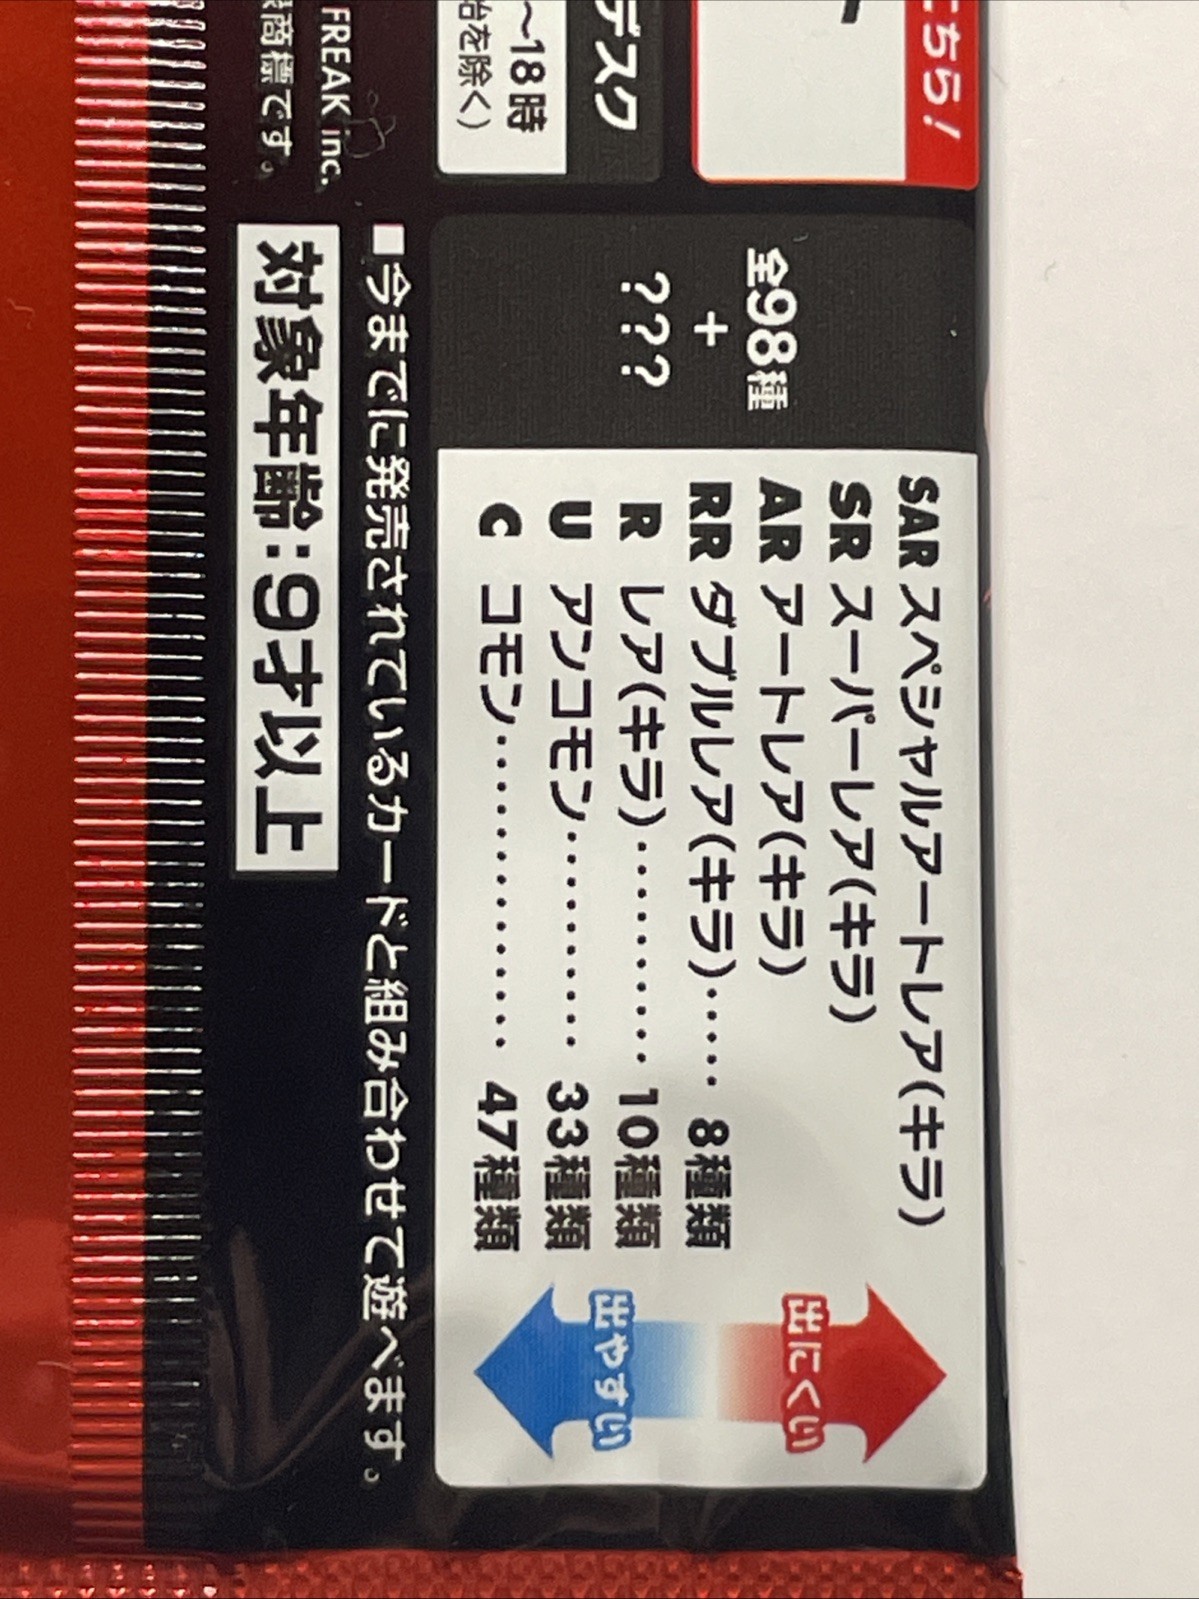 こちら!
デスク
～18時
始を除く)
FREAK inc.
商標です。
全98種
+
???
SAR スペシャルアートレア(キラ)
SR スーパーレア(キラ)
AR アートレア(キラ)
RR ダブルレア(キラ)····· 8種類
R レア(キラ)·········· 10種類
U アンコモン·········· 33種類
C コモン·············· 47種類
出にくい
出やすい
■今までに発売されているカードと組み合わせて遊べます。
対象年齢:9才以上